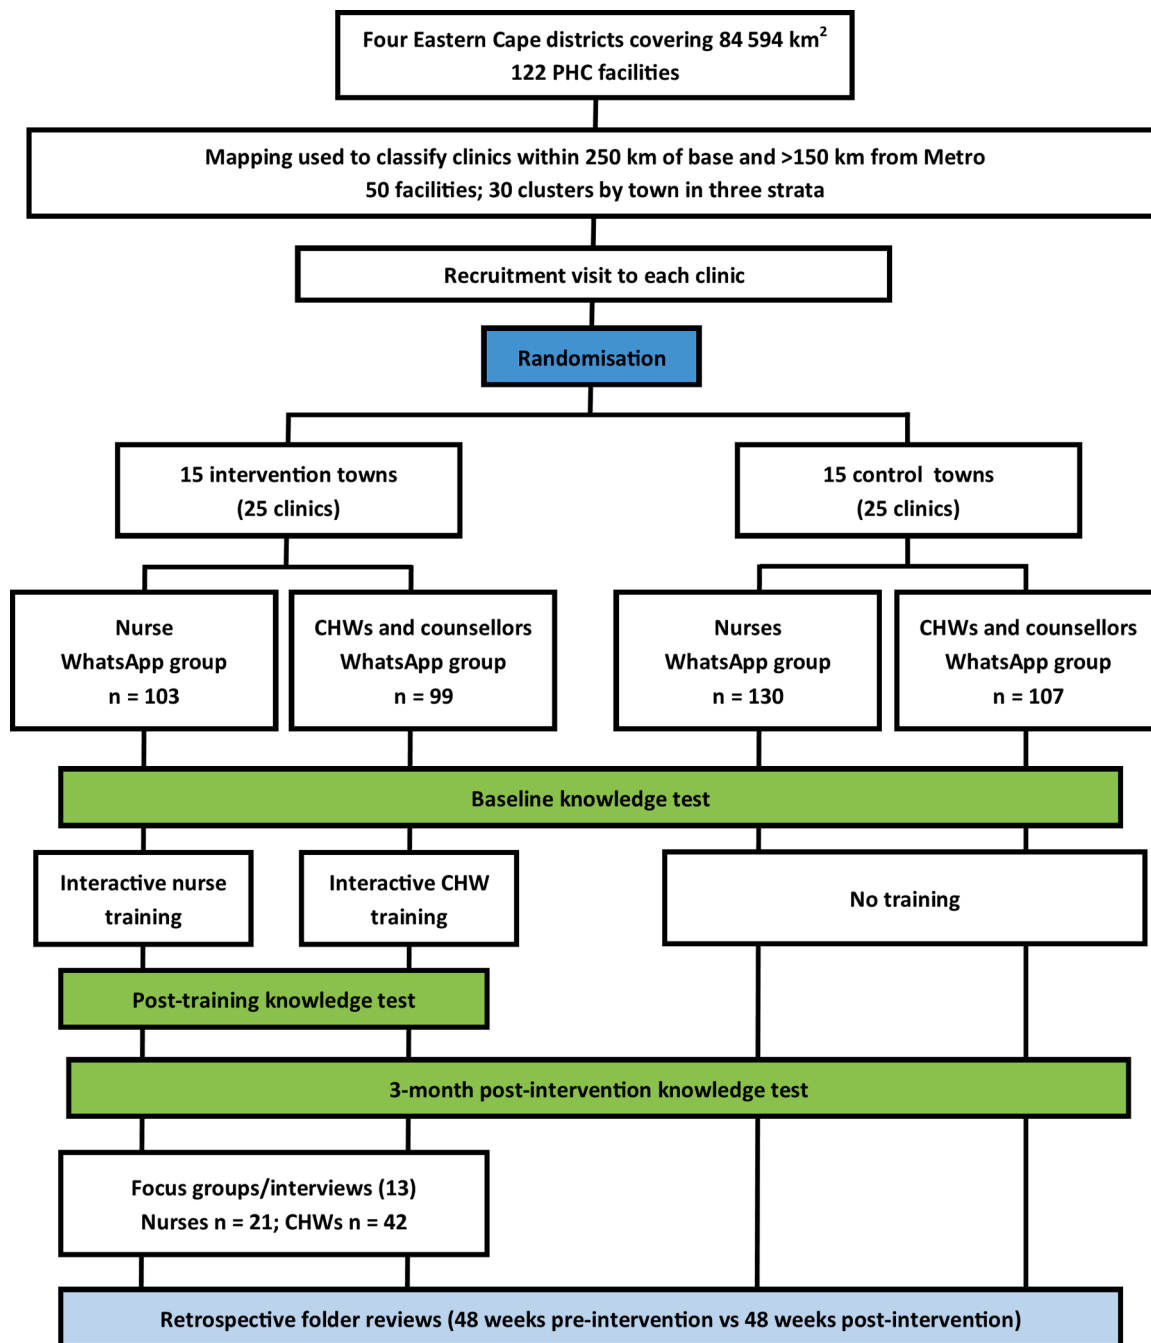 Four Eastern Cape districts covering 84 594 km²
122 PHC facilities
Mapping used to classify clinics within 250 km of base and >150 km from Metro
50 facilities; 30 clusters by town in three strata
Recruitment visit to each clinic
Randomisation
15 intervention towns
(25 clinics)
15 control towns
(25 clinics)
Nurse
WhatsApp group
n = 103
CHWs and counsellors
WhatsApp group
n = 99
Nurses
WhatsApp group
n = 130
CHWs and counsellors
WhatsApp group
n = 107
Baseline knowledge test
Interactive nurse
training
Interactive CHW
training
No training
Post-training knowledge test
3-month post-intervention knowledge test
Focus groups/interviews (13)
Nurses n = 21; CHWs n = 42
Retrospective folder reviews (48 weeks pre-intervention vs 48 weeks post-intervention)